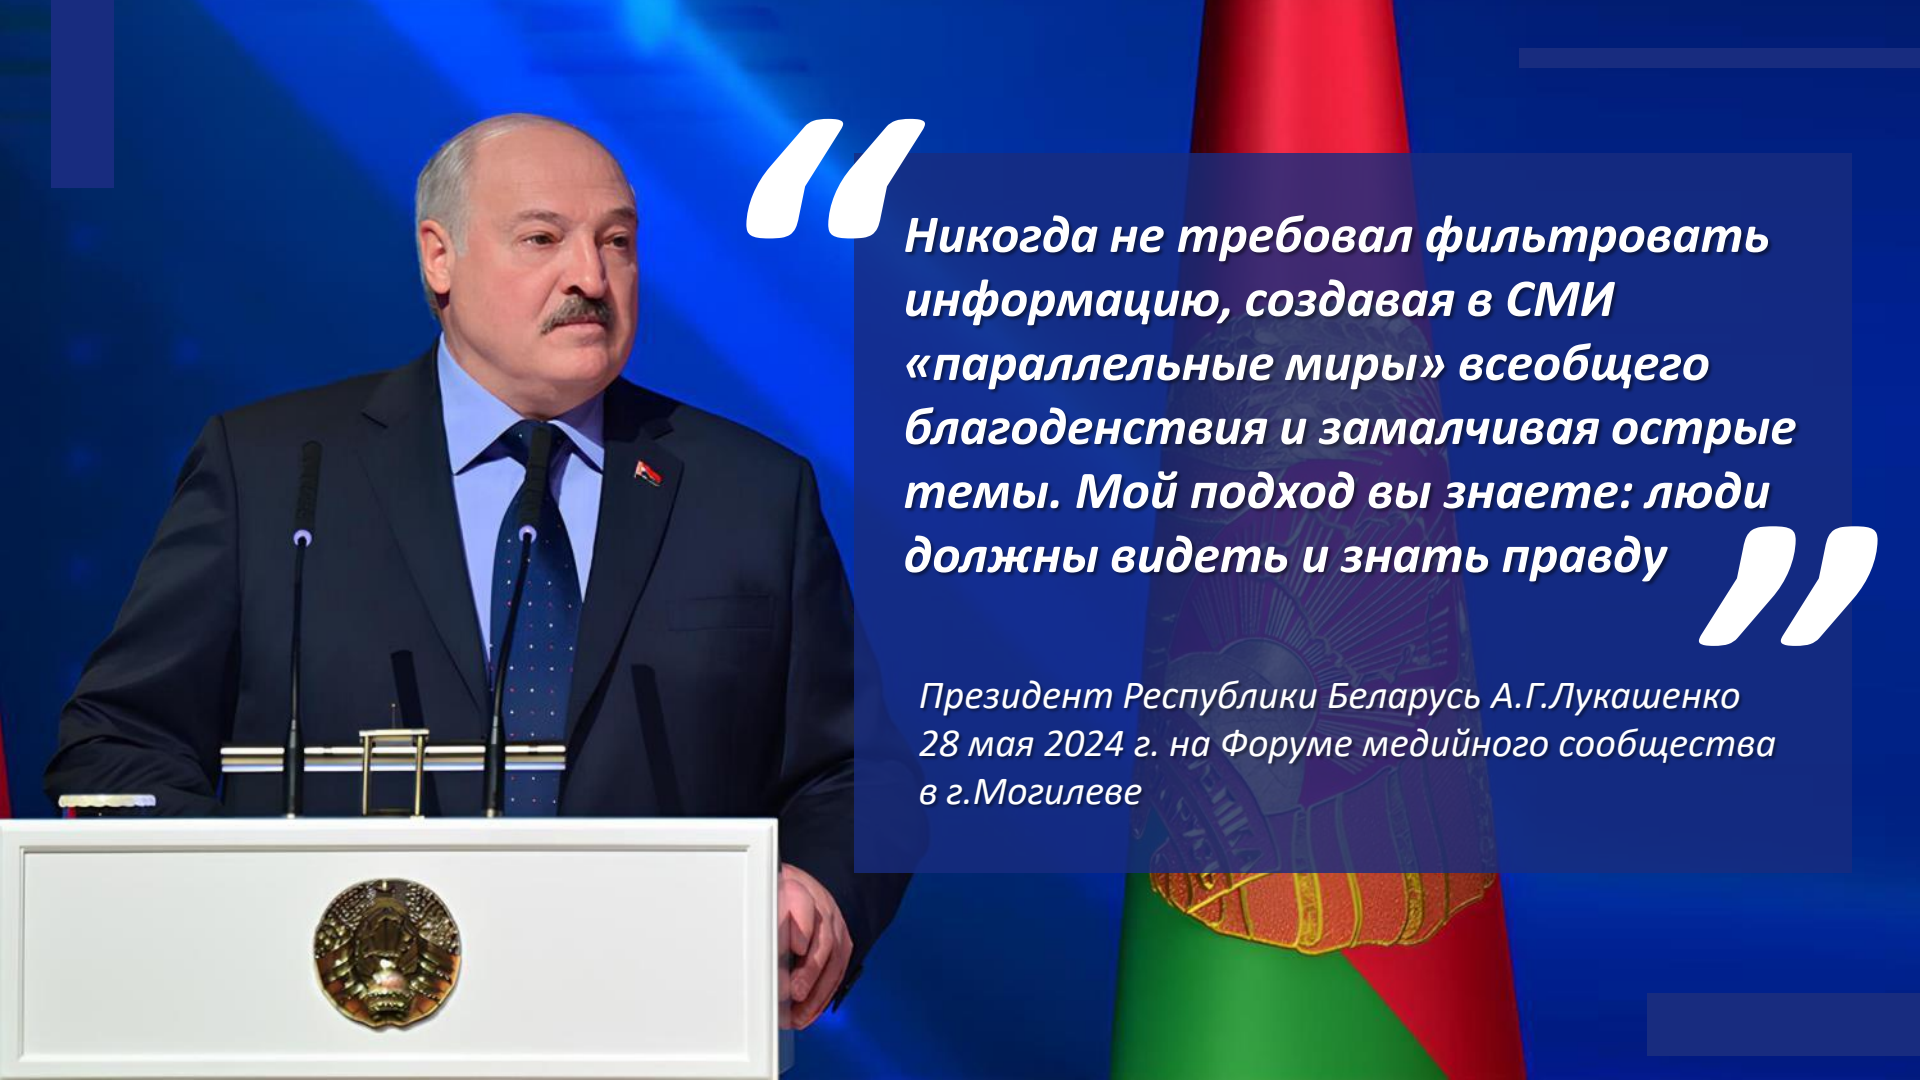 “
Никогда не требовал фильтровать
информацию, создавая в СМИ
«параллельные миры» всеобщего
благоденствия и замалчивая острые
темы. Мой подход вы знаете: люди
должны видеть и знать правду
”
Президент Республики Беларусь А.Г.Лукашенко
28 мая 2024 г. на Форуме медийного сообщества
в г.Могилеве